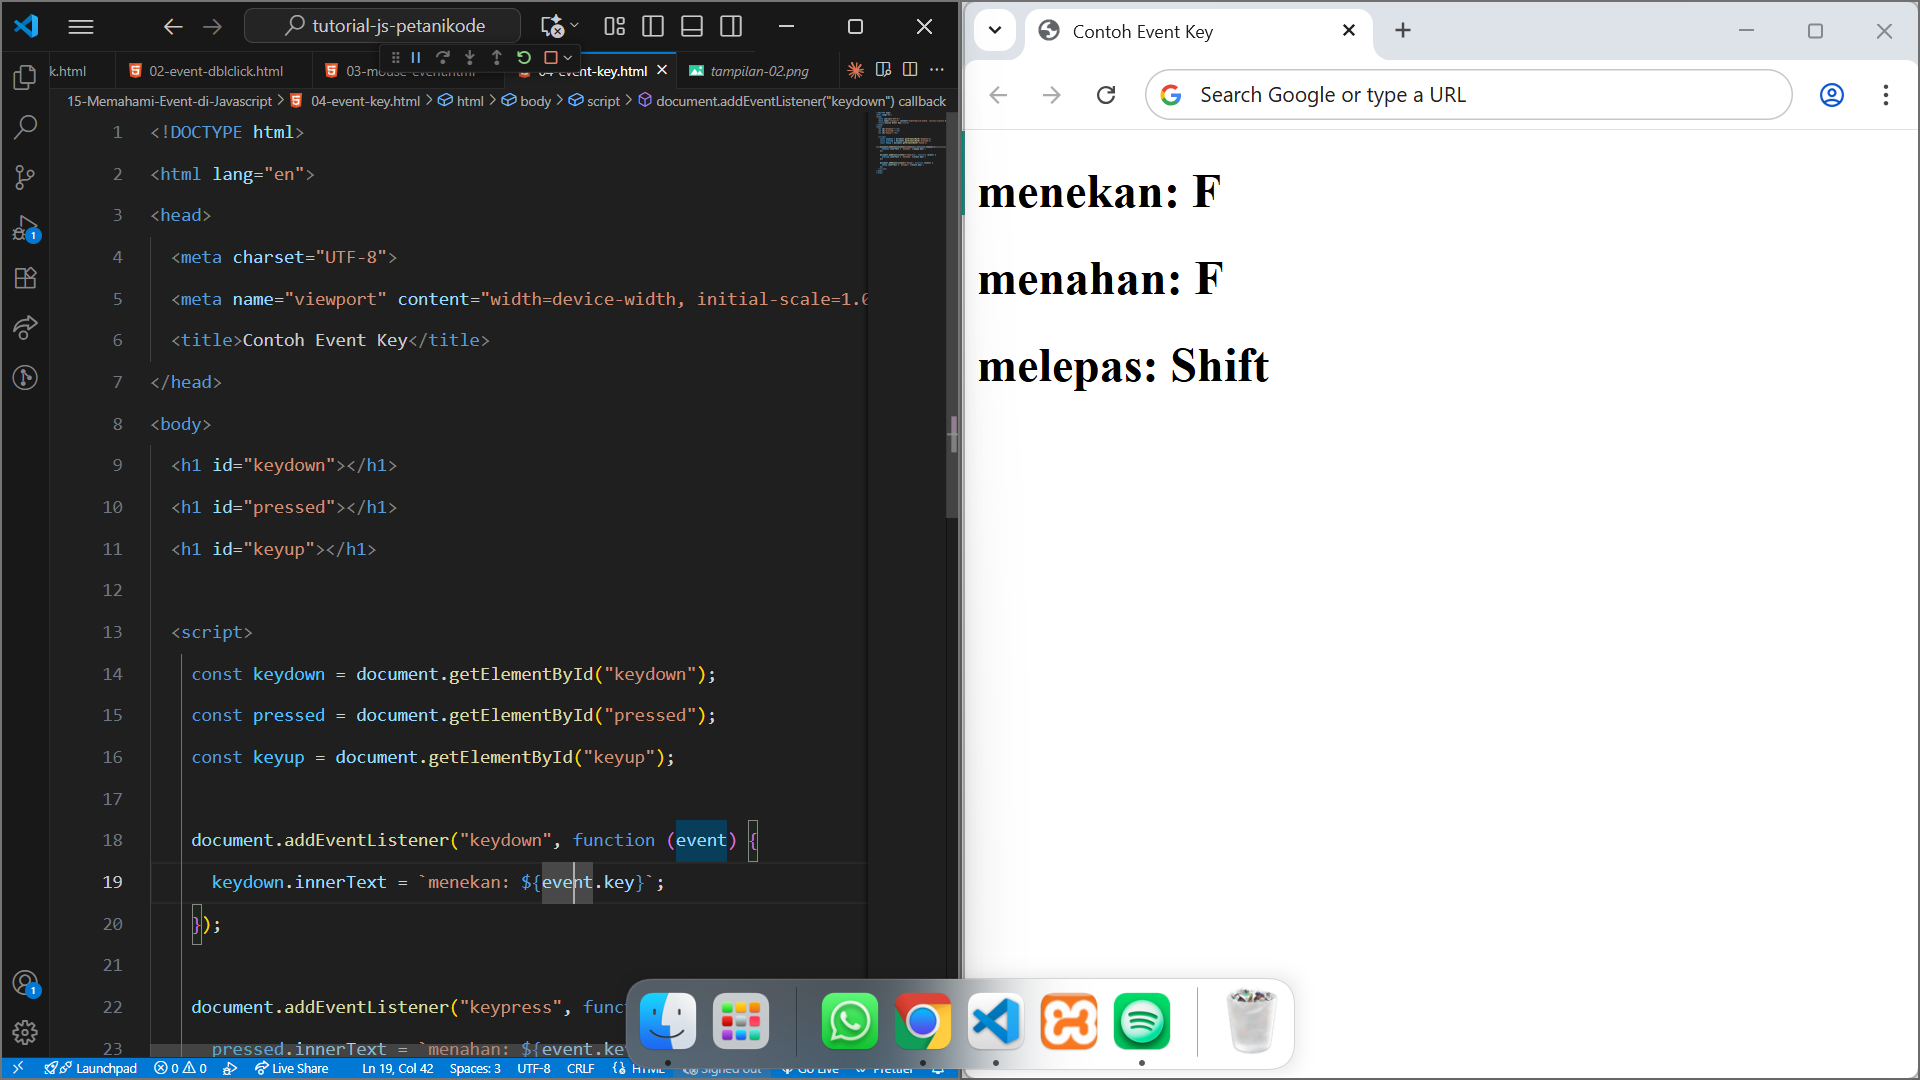 tutorial-js-petanikode
k.html
02-event-dblclick.html
03-mouse-event.html
04-event-key.html
tampilan-02.png
15-Memahami-Event-di-Javascript > 04-event-key.html > html > body > script > document.addEventListener("keydown") callback
1 <!DOCTYPE html>
2 <html lang="en">
3 <head>
4 <meta charset="UTF-8">
5 <meta name="viewport" content="width=device-width, initial-scale=1.0
6 <title>Contoh Event Key</title>
7 </head>
8 <body>
9 <h1 id="keydown"></h1>
10 <h1 id="pressed"></h1>
11 <h1 id="keyup"></h1>
12
13 <script>
14 const keydown = document.getElementById("keydown");
15 const pressed = document.getElementById("pressed");
16 const keyup = document.getElementById("keyup");
17
18 document.addEventListener("keydown", function (event) {
19 keydown.innerText = `menekan: ${event.key}`;
20 });
21
22 document.addEventListener("keypress", func
23 pressed.innerText = `menahan: ${event.ke
1
1
Launchpad
0 0
Live Share
Ln 19, Col 42
Spaces: 3
UTF-8
CRLF
HTML
Signed out
Go Live
Prettier
Contoh Event Key
Search Google or type a URL
menekan: F
menahan: F
melepas: Shift